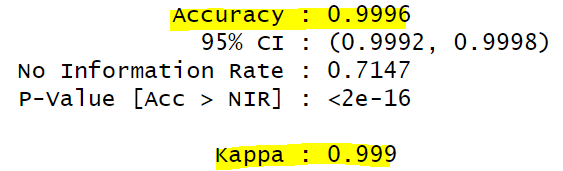 Accuracy : 0.9996
95% CI : (0.9992, 0.9998)
No Information Rate : 0.7147
P-Value [Acc > NIR] : <2e-16
Kappa : 0.999